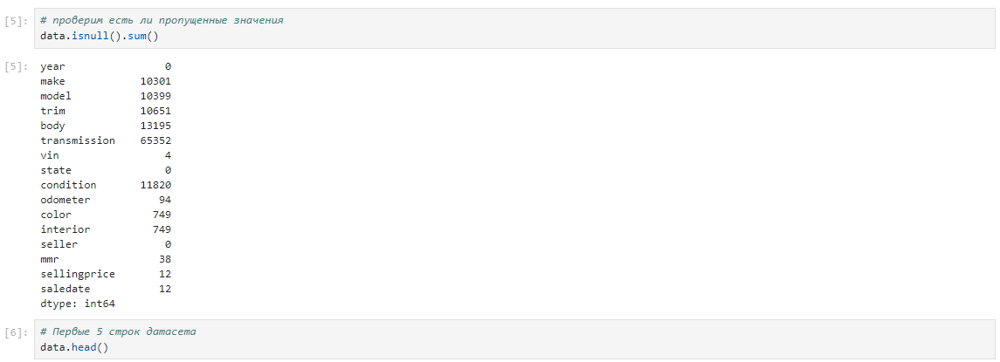 [5]: # проверим есть ли пропущенные значения
data.isnull().sum()
[5]: year 0
make 10301
model 10399
trim 10651
body 13195
transmission 65352
vin 4
state 0
condition 11820
odometer 94
color 749
interior 749
seller 0
mmr 38
sellingprice 12
saledate 12
dtype: int64
[6]: # Первые 5 строк датасета
data.head()